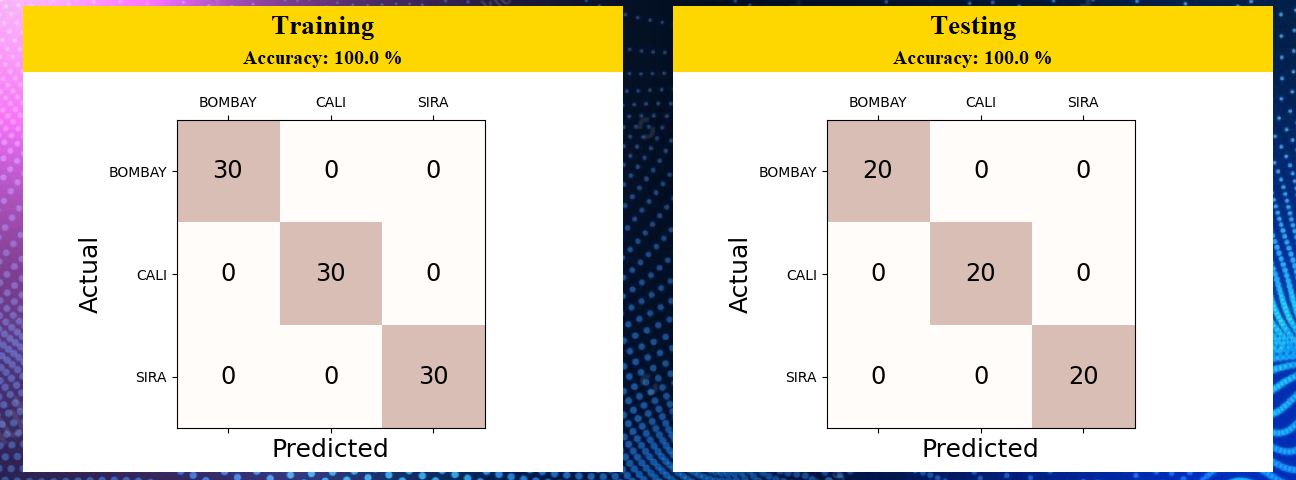 Training
Accuracy: 100.0 %
BOMBAY CALI SIRA
BOMBAY 30 0 0
CALI 0 30 0
SIRA 0 0 30
Actual
Predicted
Testing
Accuracy: 100.0 %
BOMBAY CALI SIRA
BOMBAY 20 0 0
CALI 0 20 0
SIRA 0 0 20
Actual
Predicted